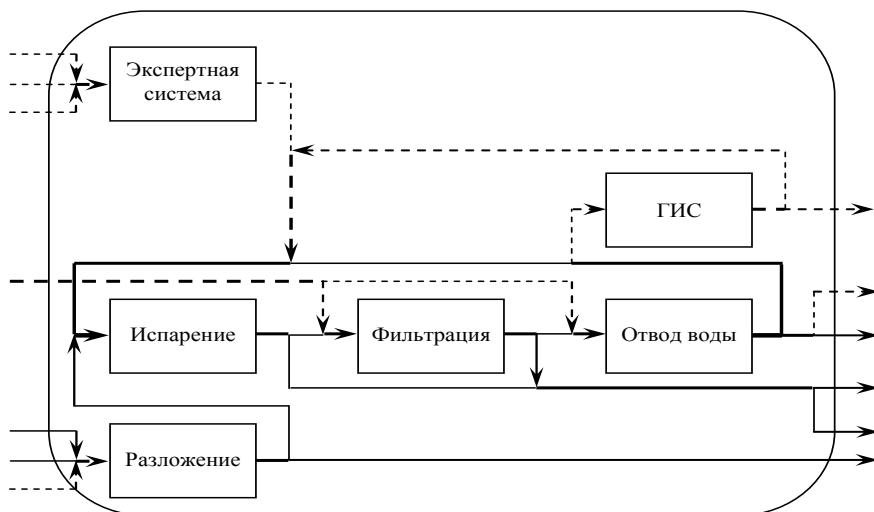 Экспертная
система
ГИС
Испарение
Фильтрация
Отвод воды
Разложение